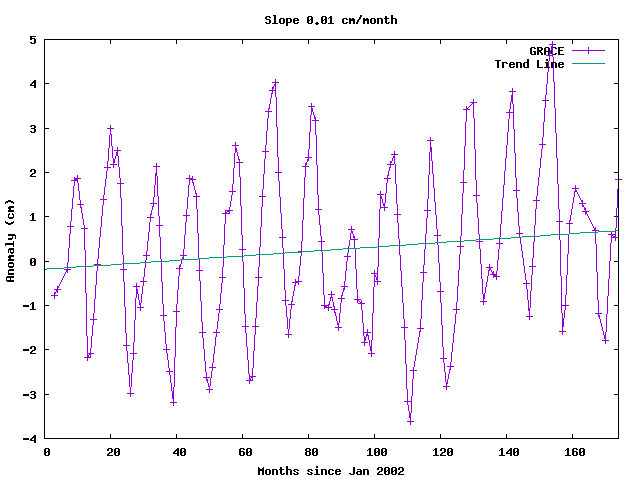 Slope 0.01 cm/month
GRACE
Trend Line
5
4
3
2
1
0
-1
-2
-3
-4
Anomaly (cm)
0 20 40 60 80 100 120 140 160
Months since Jan 2002